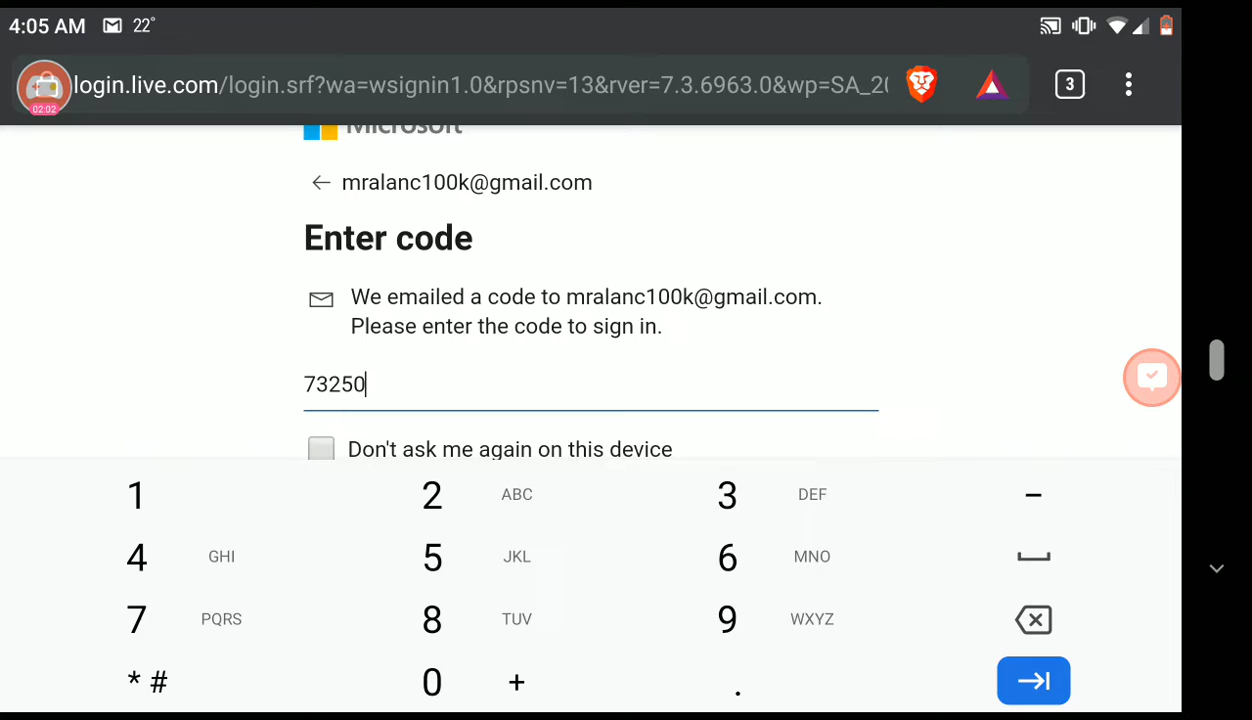 4:05 AM 22°
login.live.com/login.srf?wa=wsignin1.0&rpsnv=13&rver=7.3.6963.0&wp=SA_20
3
02:02
Microsoft
mralanc100k@gmail.com
Enter code
We emailed a code to mralanc100k@gmail.com.
Please enter the code to sign in.
73250
Don't ask me again on this device
1 2 ABC 3 DEF −
4 GHI 5 JKL 6 MNO
7 PQRS 8 TUV 9 WXYZ
* # 0 + .